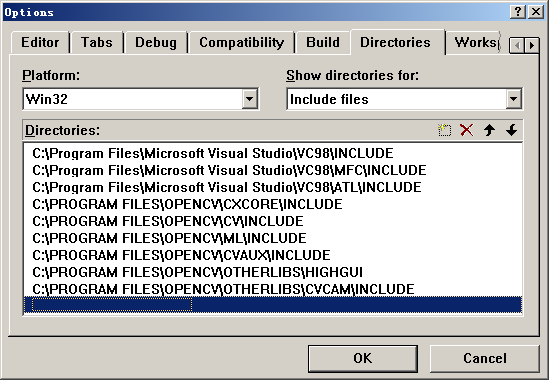 Options
Editor Tabs Debug Compatibility Build Directories Works
Platform: Show directories for:
Win32 Include files
Directories:
C:\Program Files\Microsoft Visual Studio\VC98\INCLUDE
C:\Program Files\Microsoft Visual Studio\VC98\MFC\INCLUDE
C:\Program Files\Microsoft Visual Studio\VC98\ATL\INCLUDE
C:\PROGRAM FILES\OPENCV\CXCORE\INCLUDE
C:\PROGRAM FILES\OPENCV\CV\INCLUDE
C:\PROGRAM FILES\OPENCV\ML\INCLUDE
C:\PROGRAM FILES\OPENCV\CVAUX\INCLUDE
C:\PROGRAM FILES\OPENCV\OTHERLIBS\HIGHGUI
C:\PROGRAM FILES\OPENCV\OTHERLIBS\CVCAM\INCLUDE
OK Cancel